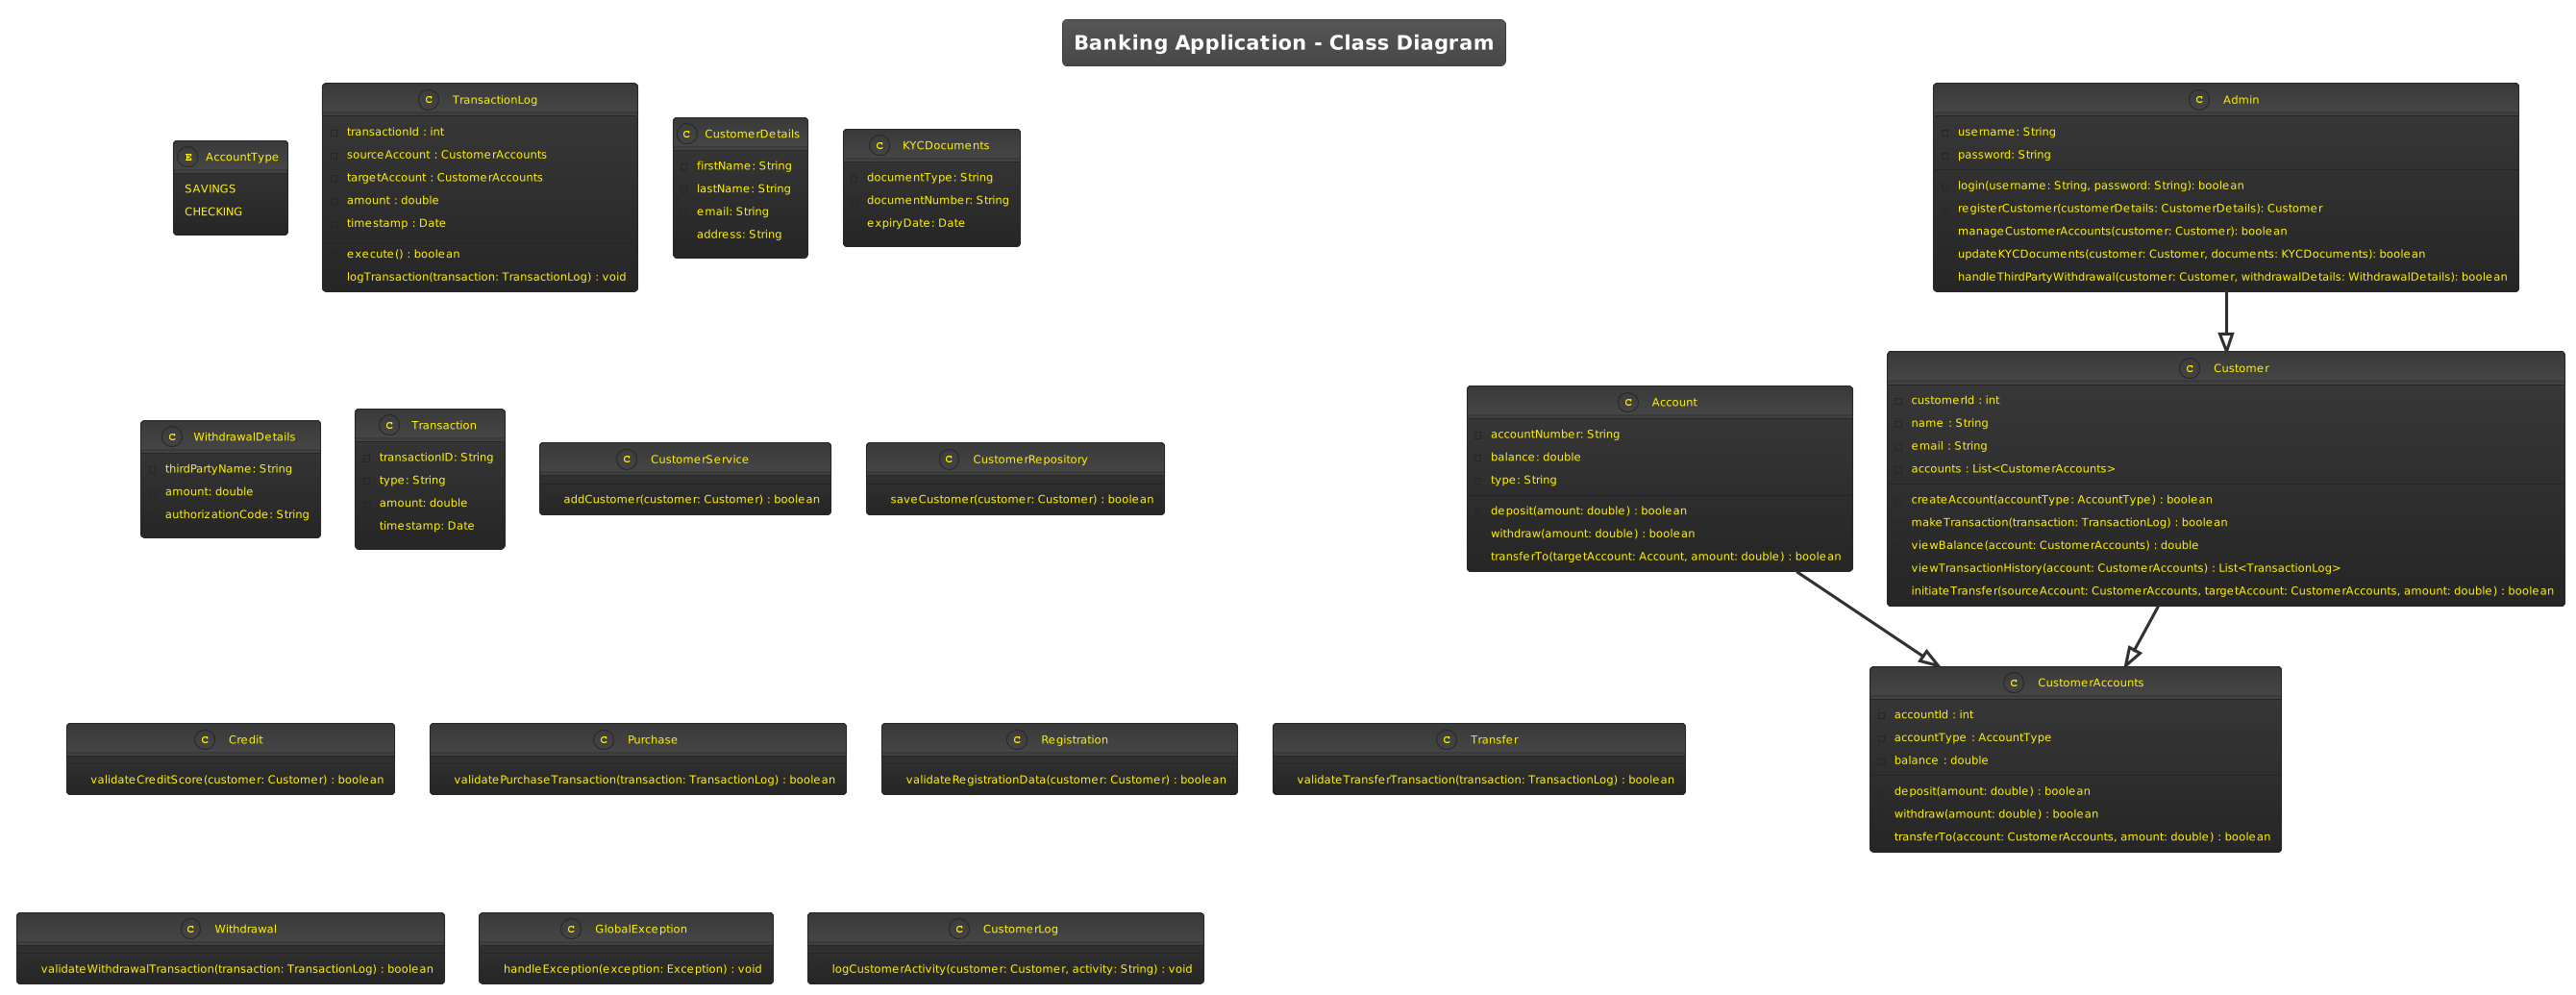 Banking Application - Class Diagram
E AccountType
SAVINGS
CHECKING
C TransactionLog
transactionId : int
sourceAccount : CustomerAccounts
targetAccount : CustomerAccounts
amount : double
timestamp : Date
execute() : boolean
logTransaction(transaction: TransactionLog) : void
C CustomerDetails
firstName: String
lastName: String
email: String
address: String
C KYCDocuments
documentType: String
documentNumber: String
expiryDate: Date
C Admin
username: String
password: String
login(username: String, password: String): boolean
registerCustomer(customerDetails: CustomerDetails): Customer
manageCustomerAccounts(customer: Customer): boolean
updateKYCDocuments(customer: Customer, documents: KYCDocuments): boolean
handleThirdPartyWithdrawal(customer: Customer, withdrawalDetails: WithdrawalDetails): boolean
C WithdrawalDetails
thirdPartyName: String
amount: double
authorizationCode: String
C Transaction
transactionID: String
type: String
amount: double
timestamp: Date
C CustomerService
addCustomer(customer: Customer) : boolean
C CustomerRepository
saveCustomer(customer: Customer) : boolean
C Account
accountNumber: String
balance: double
type: String
deposit(amount: double) : boolean
withdraw(amount: double) : boolean
transferTo(targetAccount: Account, amount: double) : boolean
C Customer
customerId : int
name : String
email : String
accounts : List<CustomerAccounts>
createAccount(accountType: AccountType) : boolean
makeTransaction(transaction: TransactionLog) : boolean
viewBalance(account: CustomerAccounts) : double
viewTransactionHistory(account: CustomerAccounts) : List<TransactionLog>
initiateTransfer(sourceAccount: CustomerAccounts, targetAccount: CustomerAccounts, amount: double) : boolean
C Credit
validateCreditScore(customer: Customer) : boolean
C Purchase
validatePurchaseTransaction(transaction: TransactionLog) : boolean
C Registration
validateRegistrationData(customer: Customer) : boolean
C Transfer
validateTransferTransaction(transaction: TransactionLog) : boolean
C CustomerAccounts
accountId : int
accountType : AccountType
balance : double
deposit(amount: double) : boolean
withdraw(amount: double) : boolean
transferTo(account: CustomerAccounts, amount: double) : boolean
C Withdrawal
validateWithdrawalTransaction(transaction: TransactionLog) : boolean
C GlobalException
handleException(exception: Exception) : void
C CustomerLog
logCustomerActivity(customer: Customer, activity: String) : void